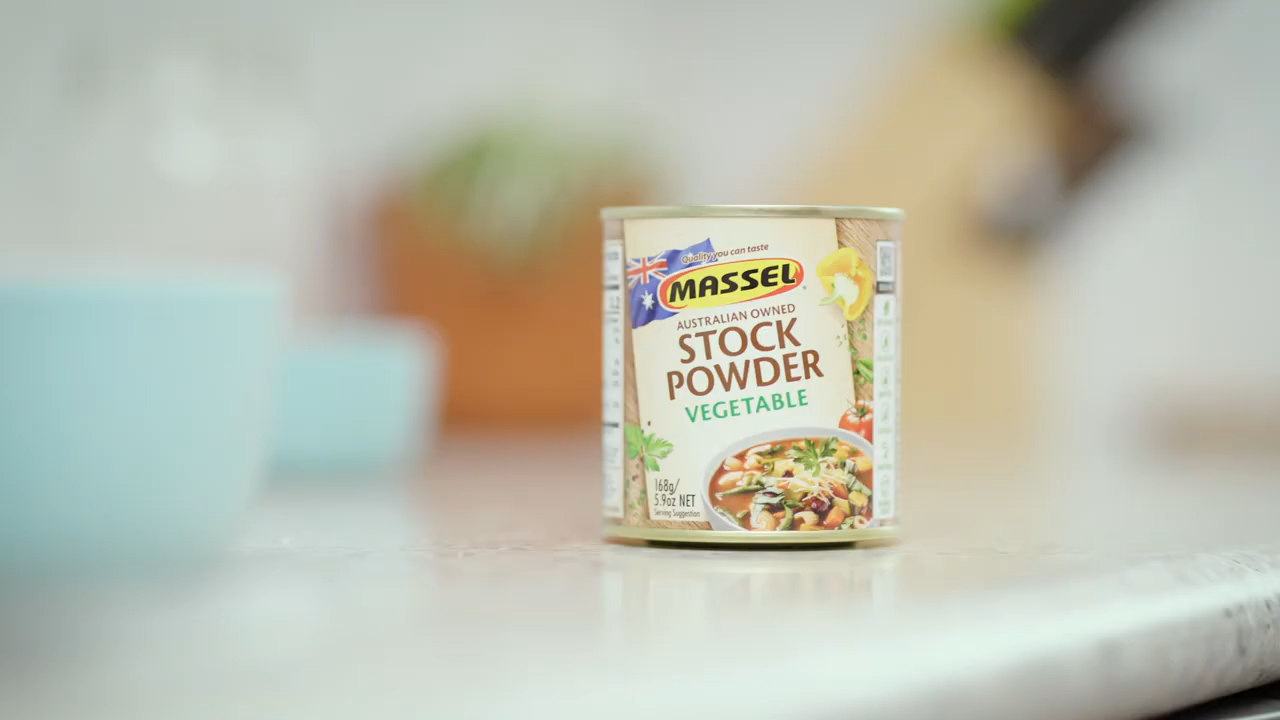 Quality you can taste
MASSEL
AUSTRALIAN OWNED
STOCK
POWDER
VEGETABLE
168g/
5.9oz NET
Serving Suggestion